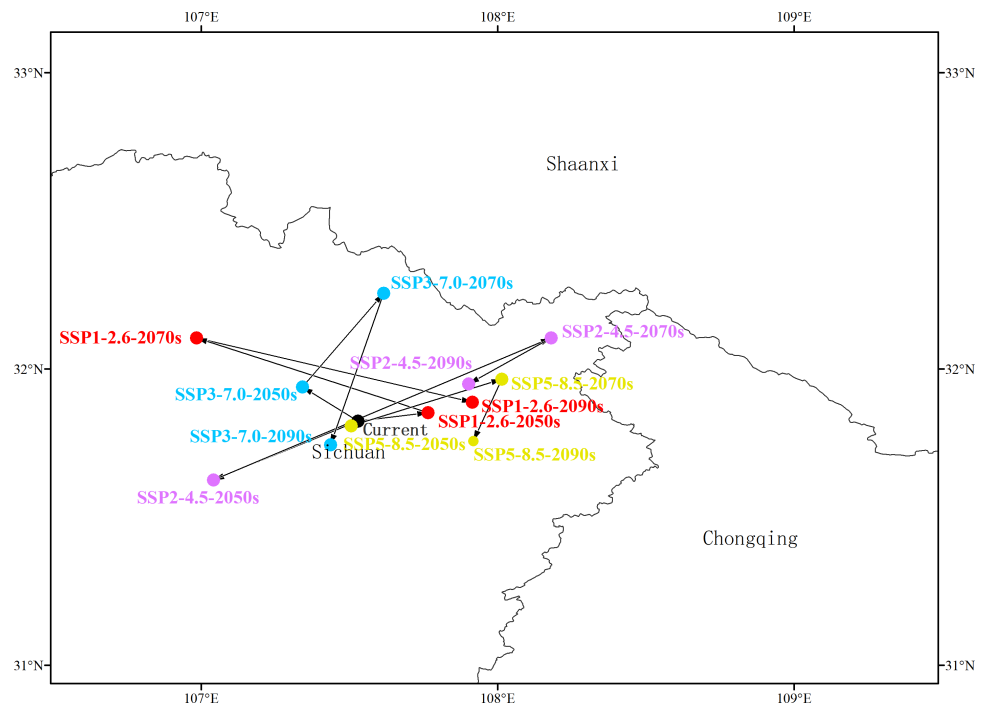 107°E
108°E
109°E
33°N
33°N
Shaanxi
SSP3-7.0-2070s
SSP1-2.6-2070s
SSP2-4.5-2070s
SSP2-4.5-2090s
32°N
32°N
SSP5-8.5-2070s
SSP3-7.0-2050s
SSP1-2.6-2090s
SSP1-2.6-2050s
Current
SSP3-7.0-2090s
SSP5-8.5-2050s
Sichuan
SSP5-8.5-2090s
SSP2-4.5-2050s
Chongqing
31°N
31°N
107°E
108°E
109°E